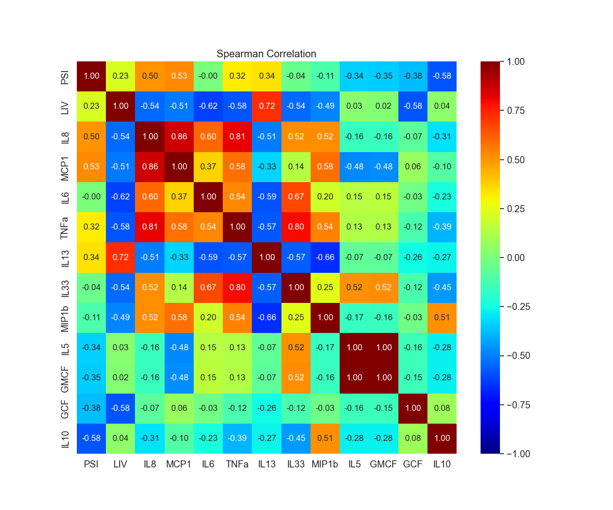 Spearman Correlation
PSI 1.00 0.23 0.50 0.53 -0.00 0.32 0.34 -0.04 -0.11 -0.34 -0.35 -0.38 -0.58
LIV 0.23 1.00 -0.54 -0.51 -0.62 -0.58 0.72 -0.54 -0.49 0.03 0.02 -0.58 0.04
IL8 0.50 -0.54 1.00 0.86 0.60 0.81 -0.51 0.52 0.52 -0.16 -0.16 -0.07 -0.31
MCP1 0.53 -0.51 0.86 1.00 0.37 0.58 -0.33 0.14 0.58 -0.48 -0.48 0.06 -0.10
IL6 -0.00 -0.62 0.60 0.37 1.00 0.54 -0.59 0.67 0.20 0.15 0.15 -0.03 -0.23
TNFa 0.32 -0.58 0.81 0.58 0.54 1.00 -0.57 0.80 0.54 0.13 0.13 -0.12 -0.39
IL13 0.34 0.72 -0.51 -0.33 -0.59 -0.57 1.00 -0.57 -0.66 -0.07 -0.07 -0.26 -0.27
IL33 -0.04 -0.54 0.52 0.14 0.67 0.80 -0.57 1.00 0.25 0.52 0.52 -0.12 -0.45
MIP1b -0.11 -0.49 0.52 0.58 0.20 0.54 -0.66 0.25 1.00 -0.17 -0.16 -0.03 0.51
IL5 -0.34 0.03 -0.16 -0.48 0.15 0.13 -0.07 0.52 -0.17 1.00 1.00 -0.16 -0.28
GMCF -0.35 0.02 -0.16 -0.48 0.15 0.13 -0.07 0.52 -0.16 1.00 1.00 -0.15 -0.28
GCF -0.38 -0.58 -0.07 0.06 -0.03 -0.12 -0.26 -0.12 -0.03 -0.16 -0.15 1.00 0.08
IL10 -0.58 0.04 -0.31 -0.10 -0.23 -0.39 -0.27 -0.45 0.51 -0.28 -0.28 0.08 1.00
PSI LIV IL8 MCP1 IL6 TNFa IL13 IL33 MIP1b IL5 GMCF GCF IL10
1.00
0.75
0.50
0.25
0.00
−0.25
−0.50
−0.75
−1.00